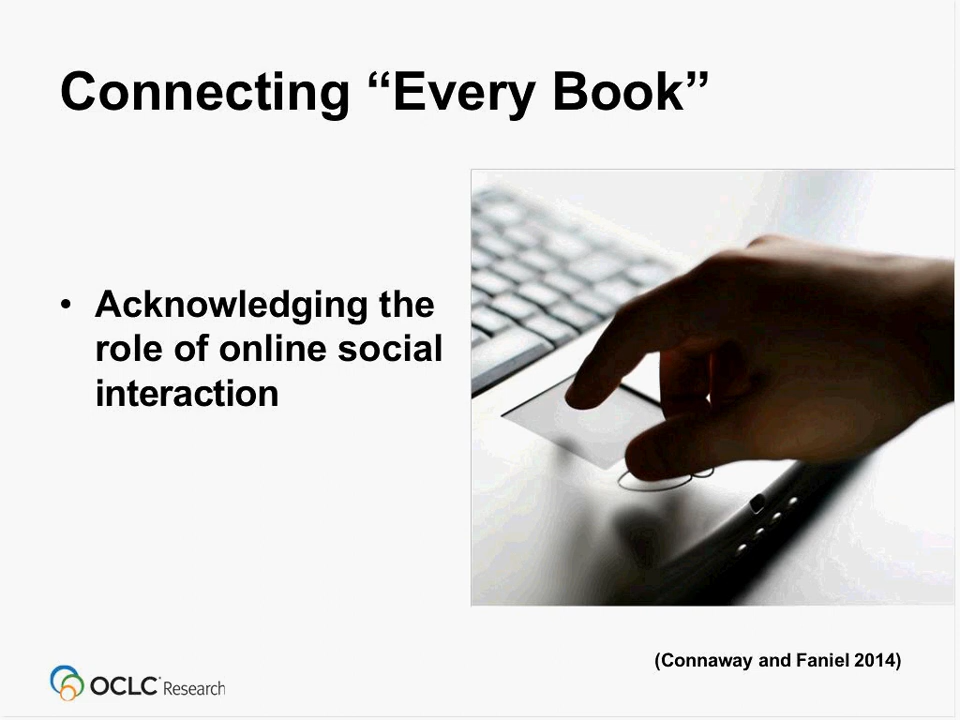 Connecting “Every Book”
• Acknowledging the
role of online social
interaction
(Connaway and Faniel 2014)
OCLC Research